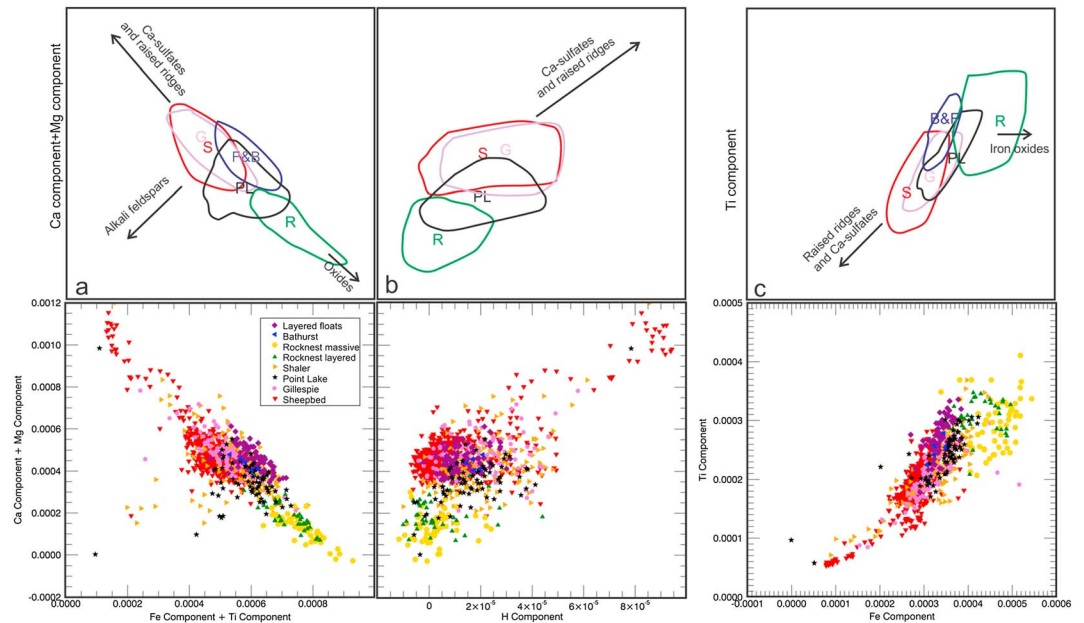 Ca component+Mg component
Ca-sulfates
and raised ridges
Alkali feldspars
Oxides
G
S
F&B
PL
R
a
Ca-sulfates
and raised ridges
S
G
PL
R
b
Ti component
B&F
R
PL
G
S
Iron oxides
Raised ridges
and Ca-sulfates
c
Ca Component + Mg Component
0.0012
0.0010
0.0008
0.0006
0.0004
0.0002
0.0000
-0.0002
0.0000
0.0002
0.0004
0.0006
0.0008
Fe Component + Ti Component
Layered floats
Bathurst
Rocknest massive
Rocknest layered
Shaler
Point Lake
Gillespie
Sheepbed
0
2×10⁻⁵
4×10⁻⁵
6×10⁻⁵
8×10⁻⁵
H Component
Ti Component
0.0005
0.0004
0.0003
0.0002
0.0001
0.0000
-0.0001
0.0000
0.0001
0.0002
0.0003
0.0004
0.0005
0.0006
Fe Component